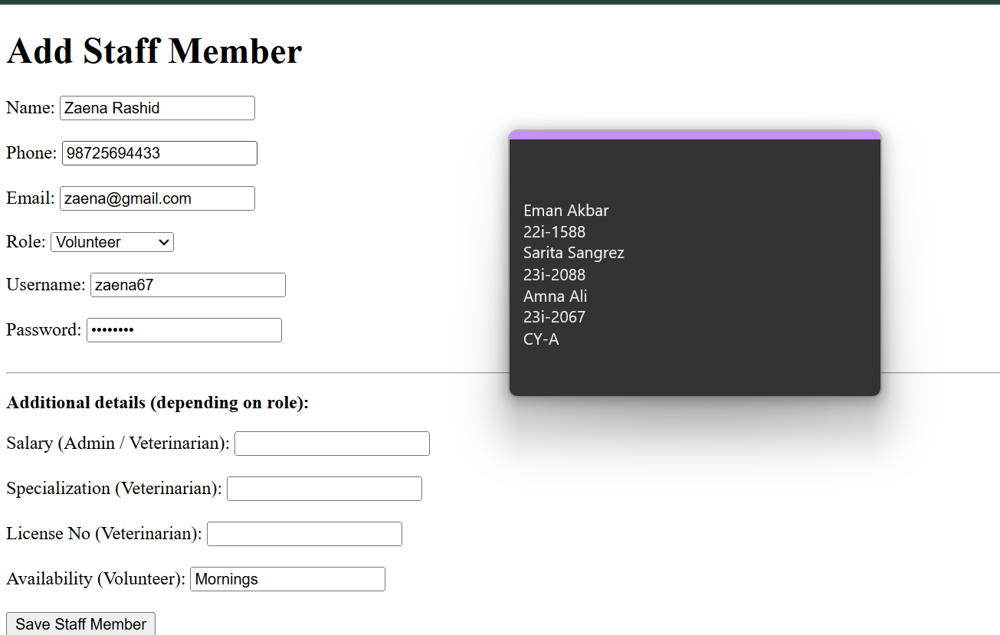 Add Staff Member
Name: Zaena Rashid
Phone: 98725694433
Email: zaena@gmail.com
Role: Volunteer
Username: zaena67
Password: ••••••••
Additional details (depending on role):
Salary (Admin / Veterinarian):
Specialization (Veterinarian):
License No (Veterinarian):
Availability (Volunteer): Mornings
Save Staff Member
Eman Akbar
22i-1588
Sarita Sangrez
23i-2088
Amna Ali
23i-2067
CY-A